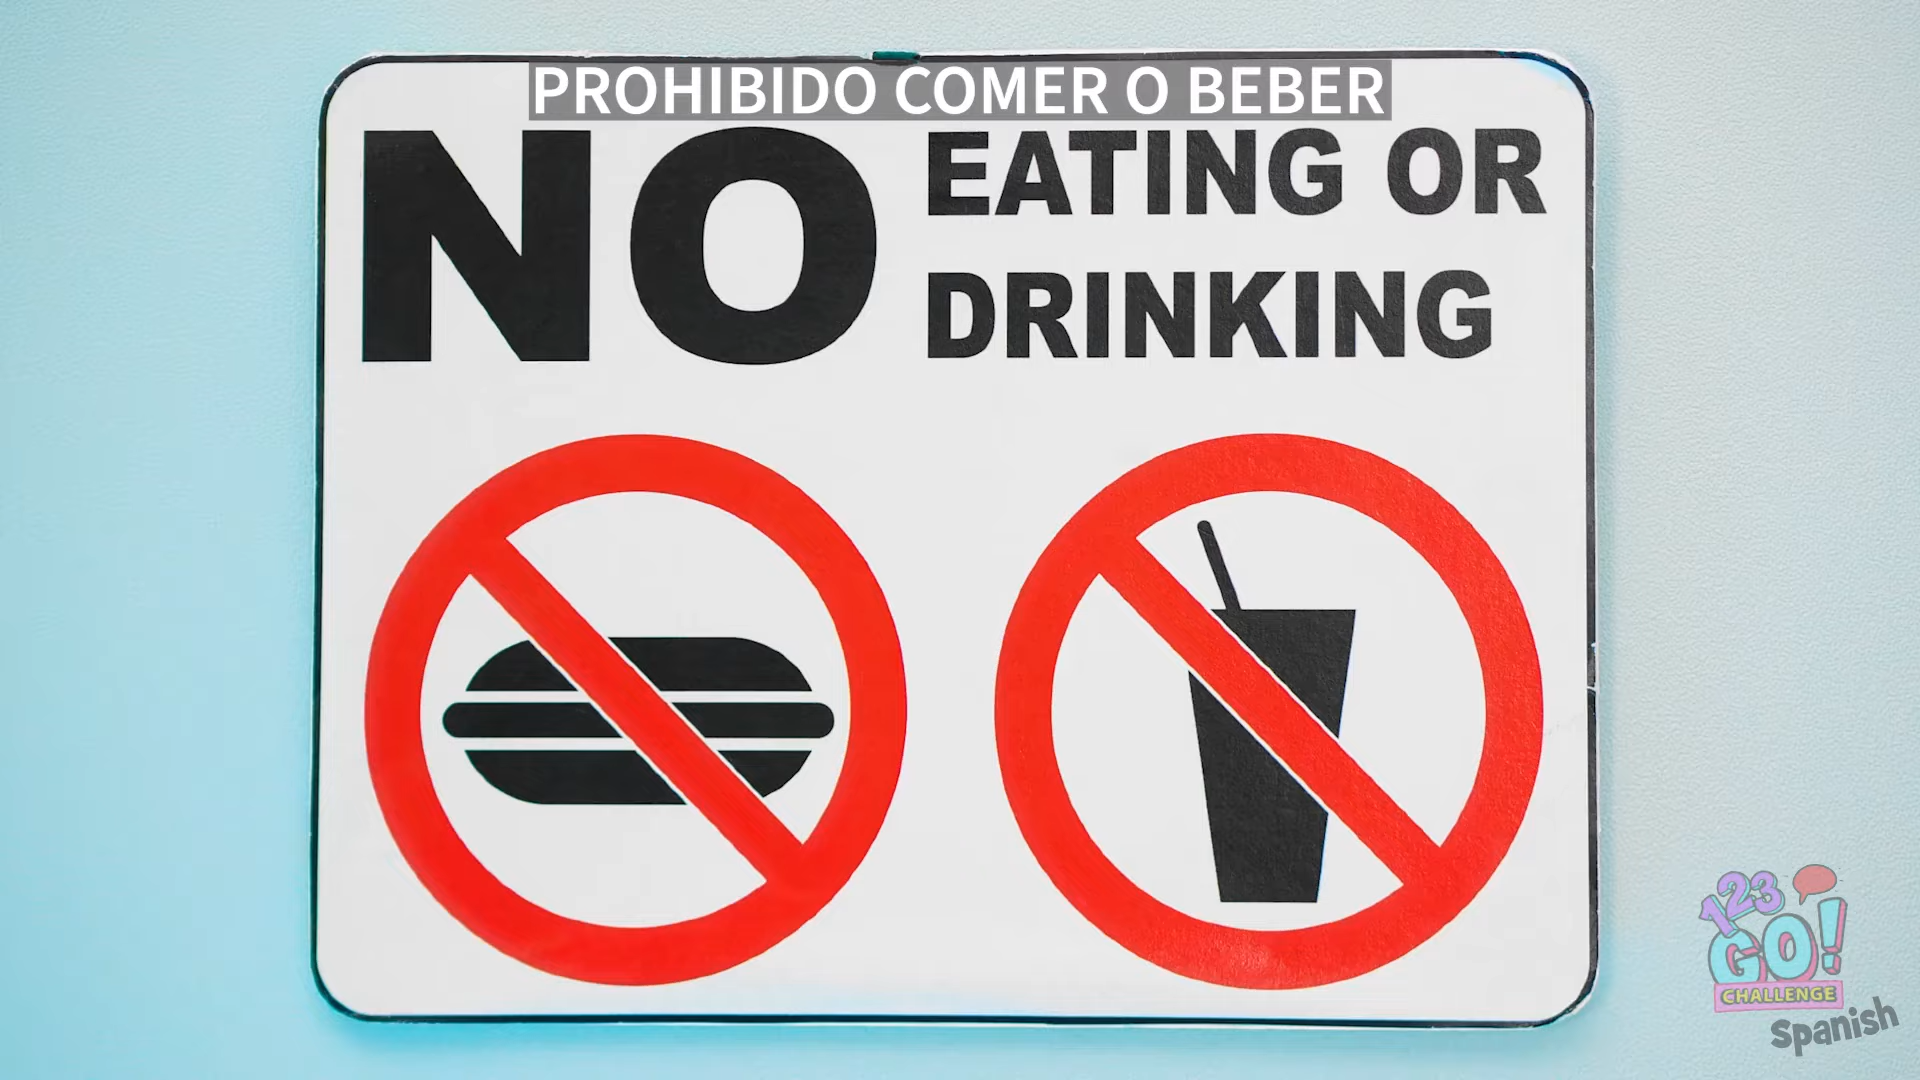 PROHIBIDO COMER O BEBER
NO EATING OR
DRINKING
123
GO!
CHALLENGE
Spanish